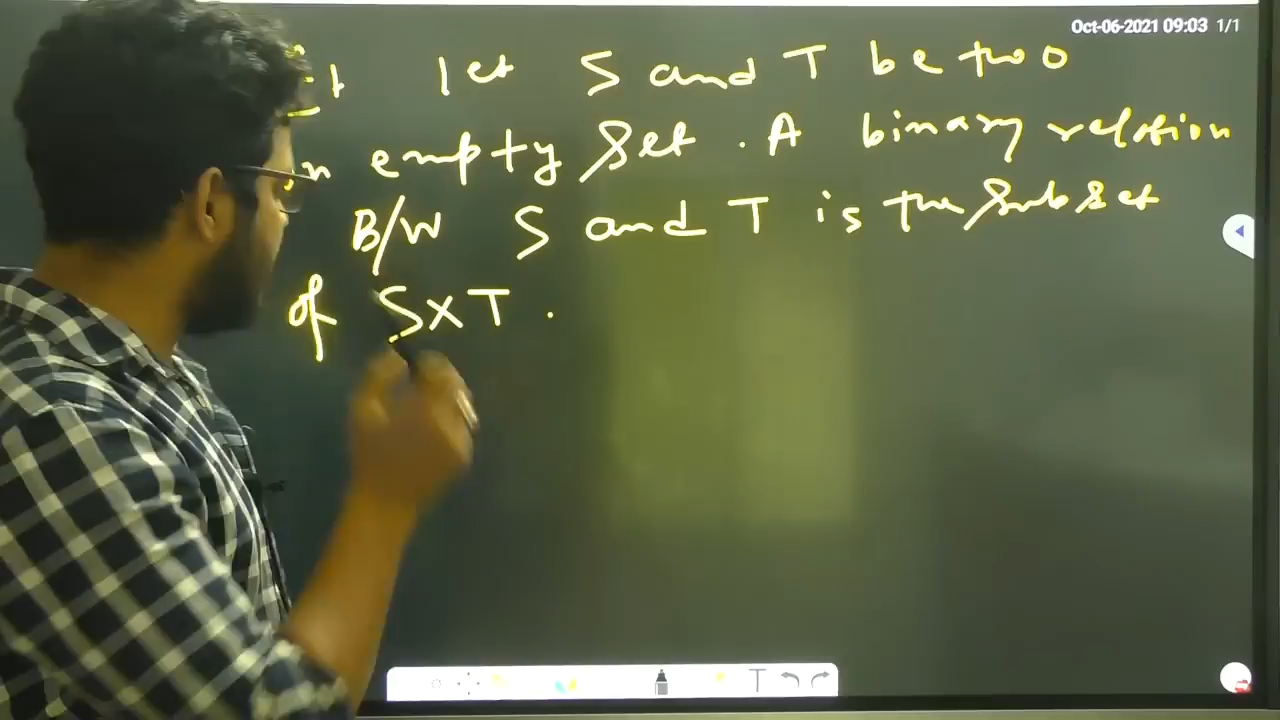 Oct-06-2021 09:03 1/1
let S and T be two
n empty set . A binary relation
B/W S and T is the subset
of S×T .
T